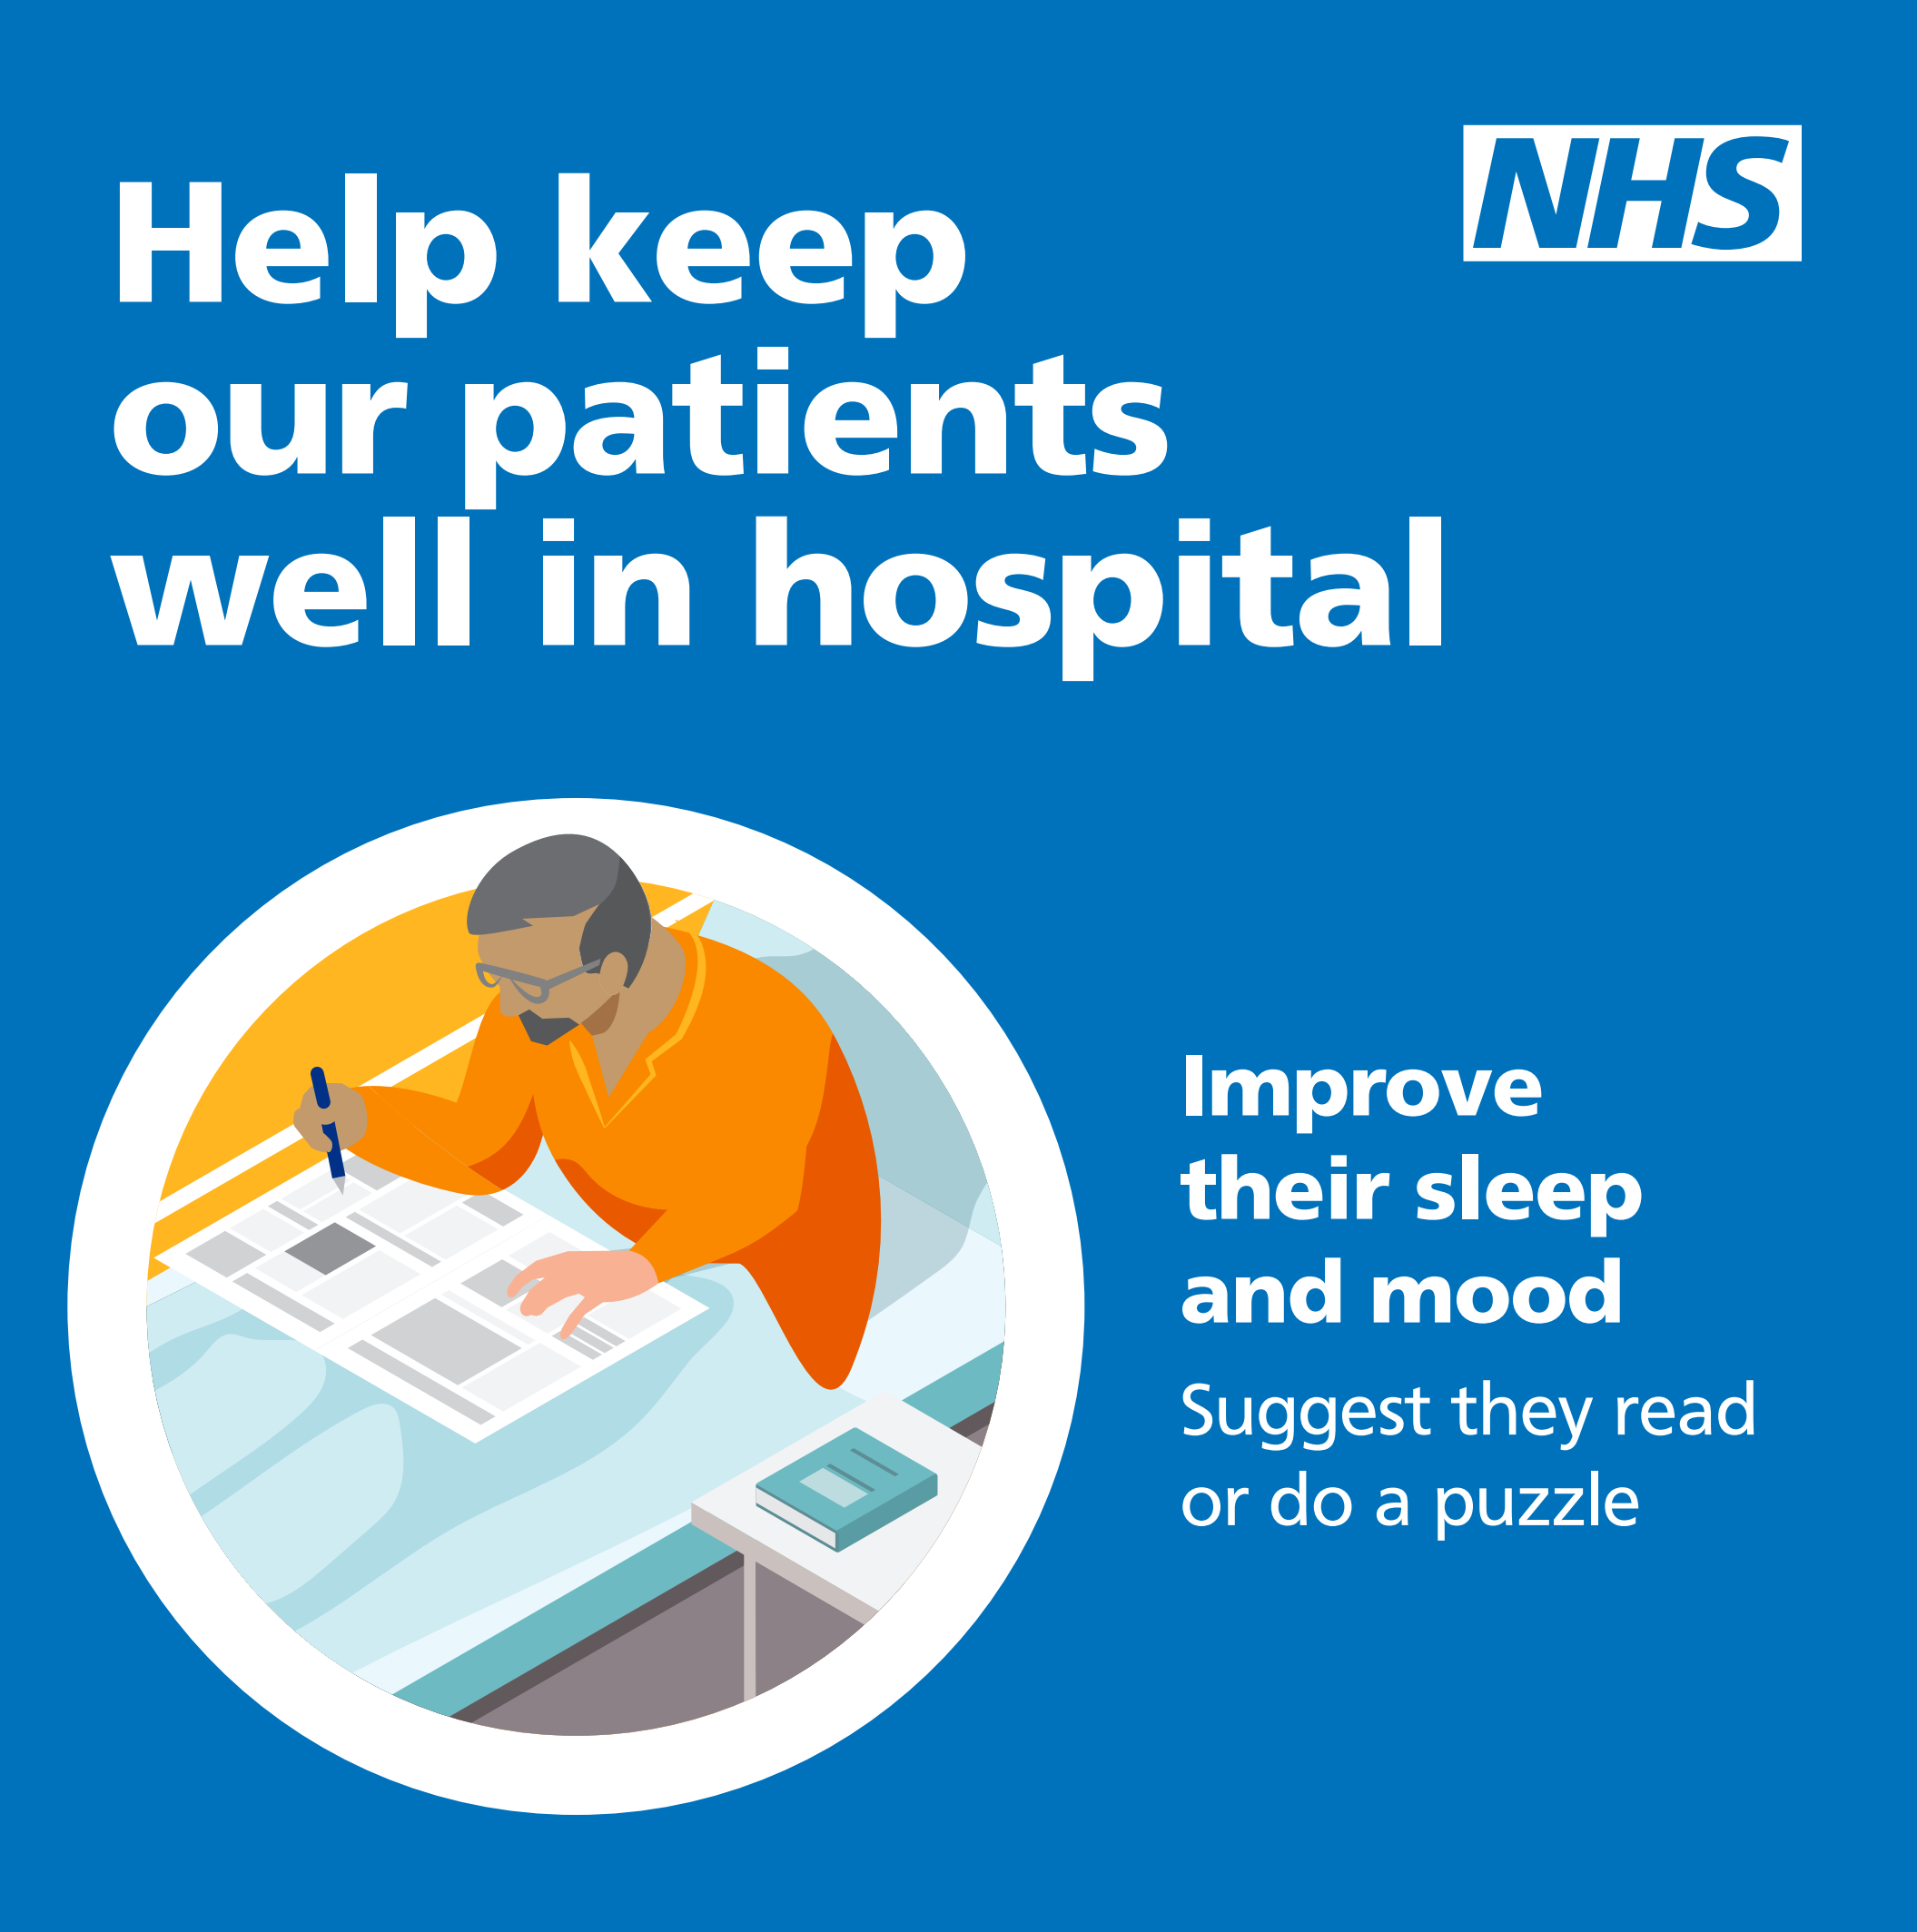 NHS
Help keep
our patients
well in hospital
Improve
their sleep
and mood
Suggest they read
or do a puzzle